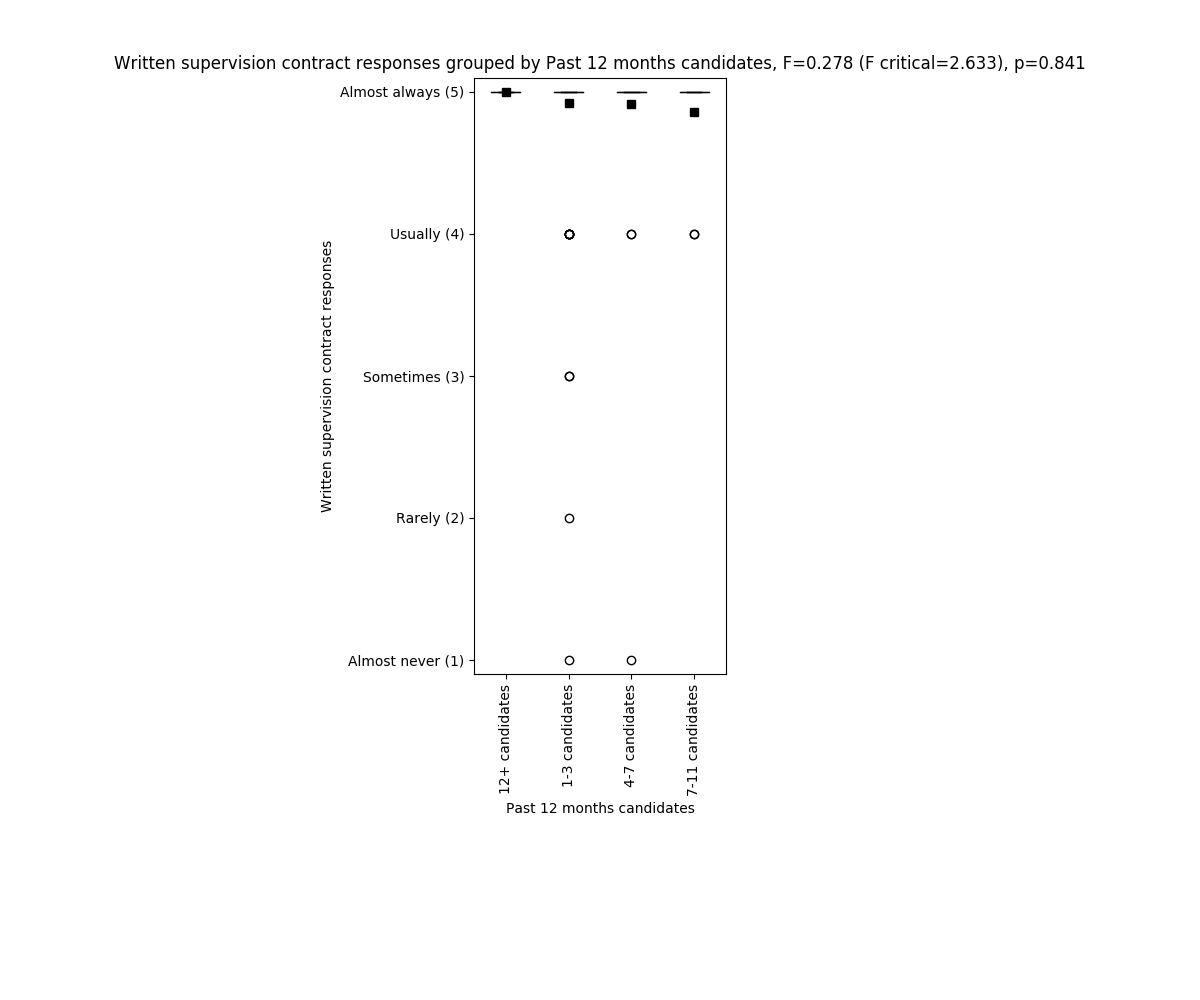 Written supervision contract responses grouped by Past 12 months candidates, F=0.278 (F critical=2.633), p=0.841
Almost always (5)
Usually (4)
Sometimes (3)
Rarely (2)
Almost never (1)
Written supervision contract responses
12+ candidates
1-3 candidates
4-7 candidates
7-11 candidates
Past 12 months candidates